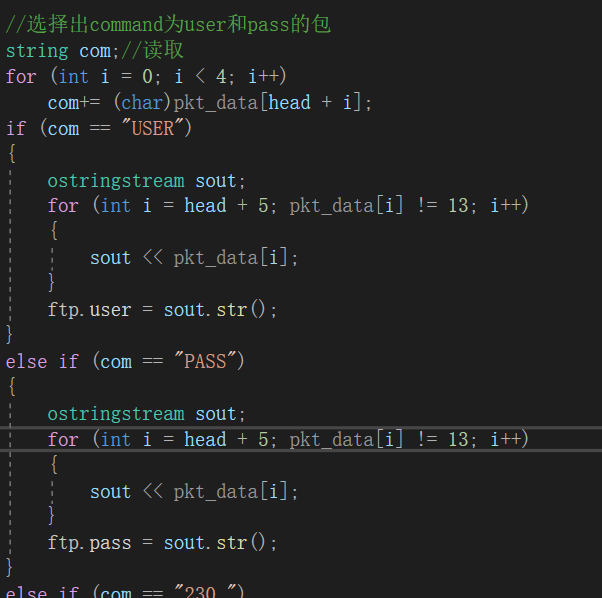 //选择出command为user和pass的包
string com;//读取
for (int i = 0; i < 4; i++)
com+= (char)pkt_data[head + i];
if (com == "USER")
{
ostringstream sout;
for (int i = head + 5; pkt_data[i] != 13; i++)
{
sout << pkt_data[i];
}
ftp.user = sout.str();
}
else if (com == "PASS")
{
ostringstream sout;
for (int i = head + 5; pkt_data[i] != 13; i++)
{
sout << pkt_data[i];
}
ftp.pass = sout.str();
}
else if (com == "230 ")